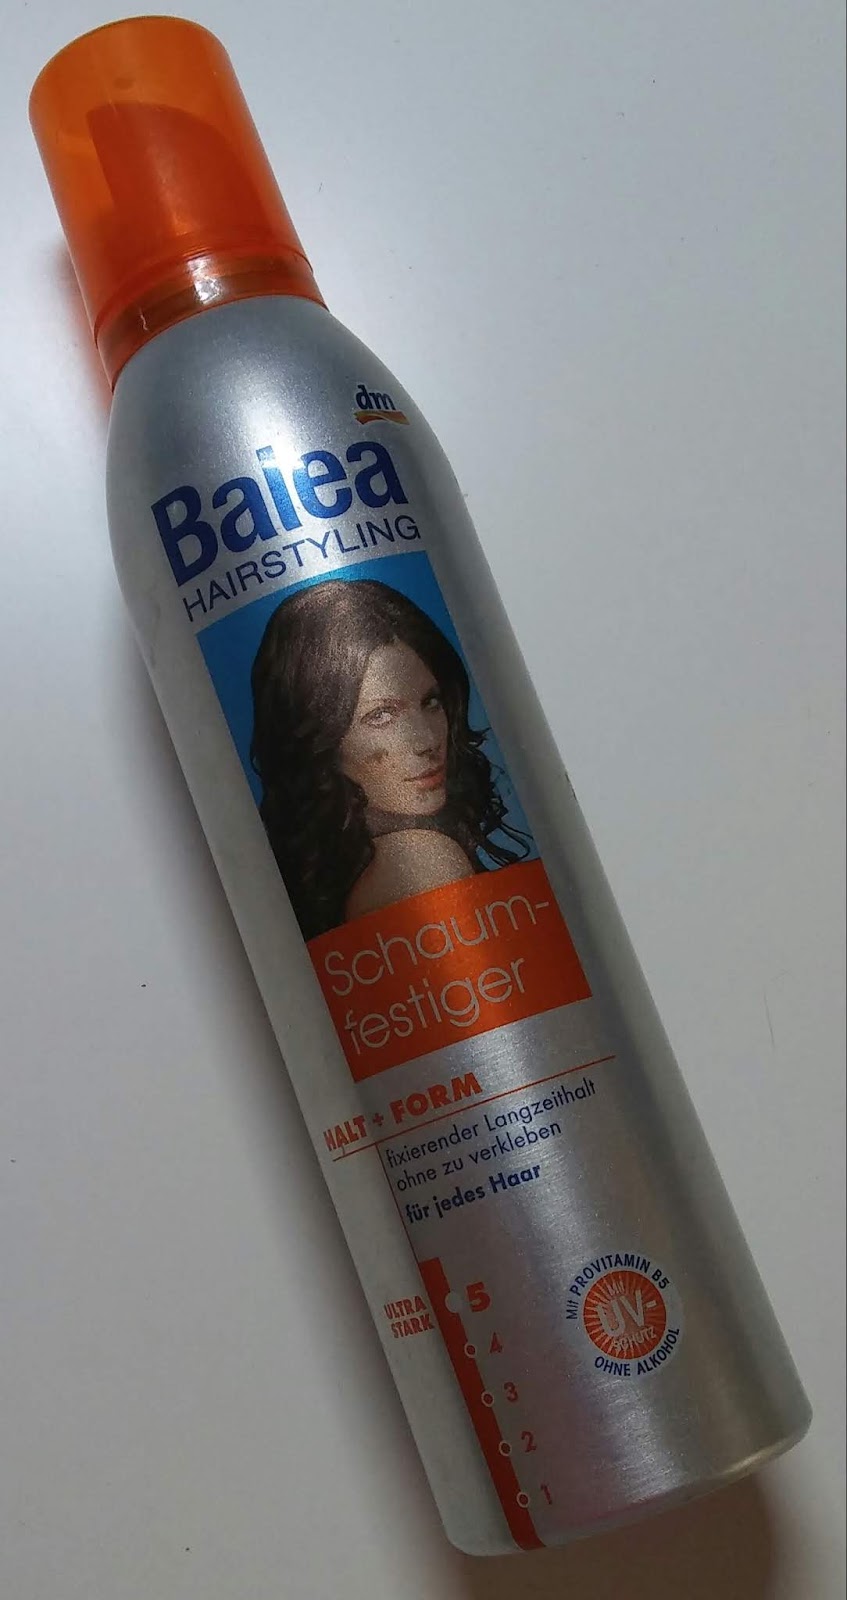 dm
Balea
HAIRSTYLING
Schaum-
festiger
HALT + FORM
fixierender Langzeithalt
ohne zu verkleben
für jedes Haar
ULTRA
STARK
5
4
3
2
1
Mit PROVITAMIN B5
Mit
UV-
SCHUTZ
OHNE ALKOHOL